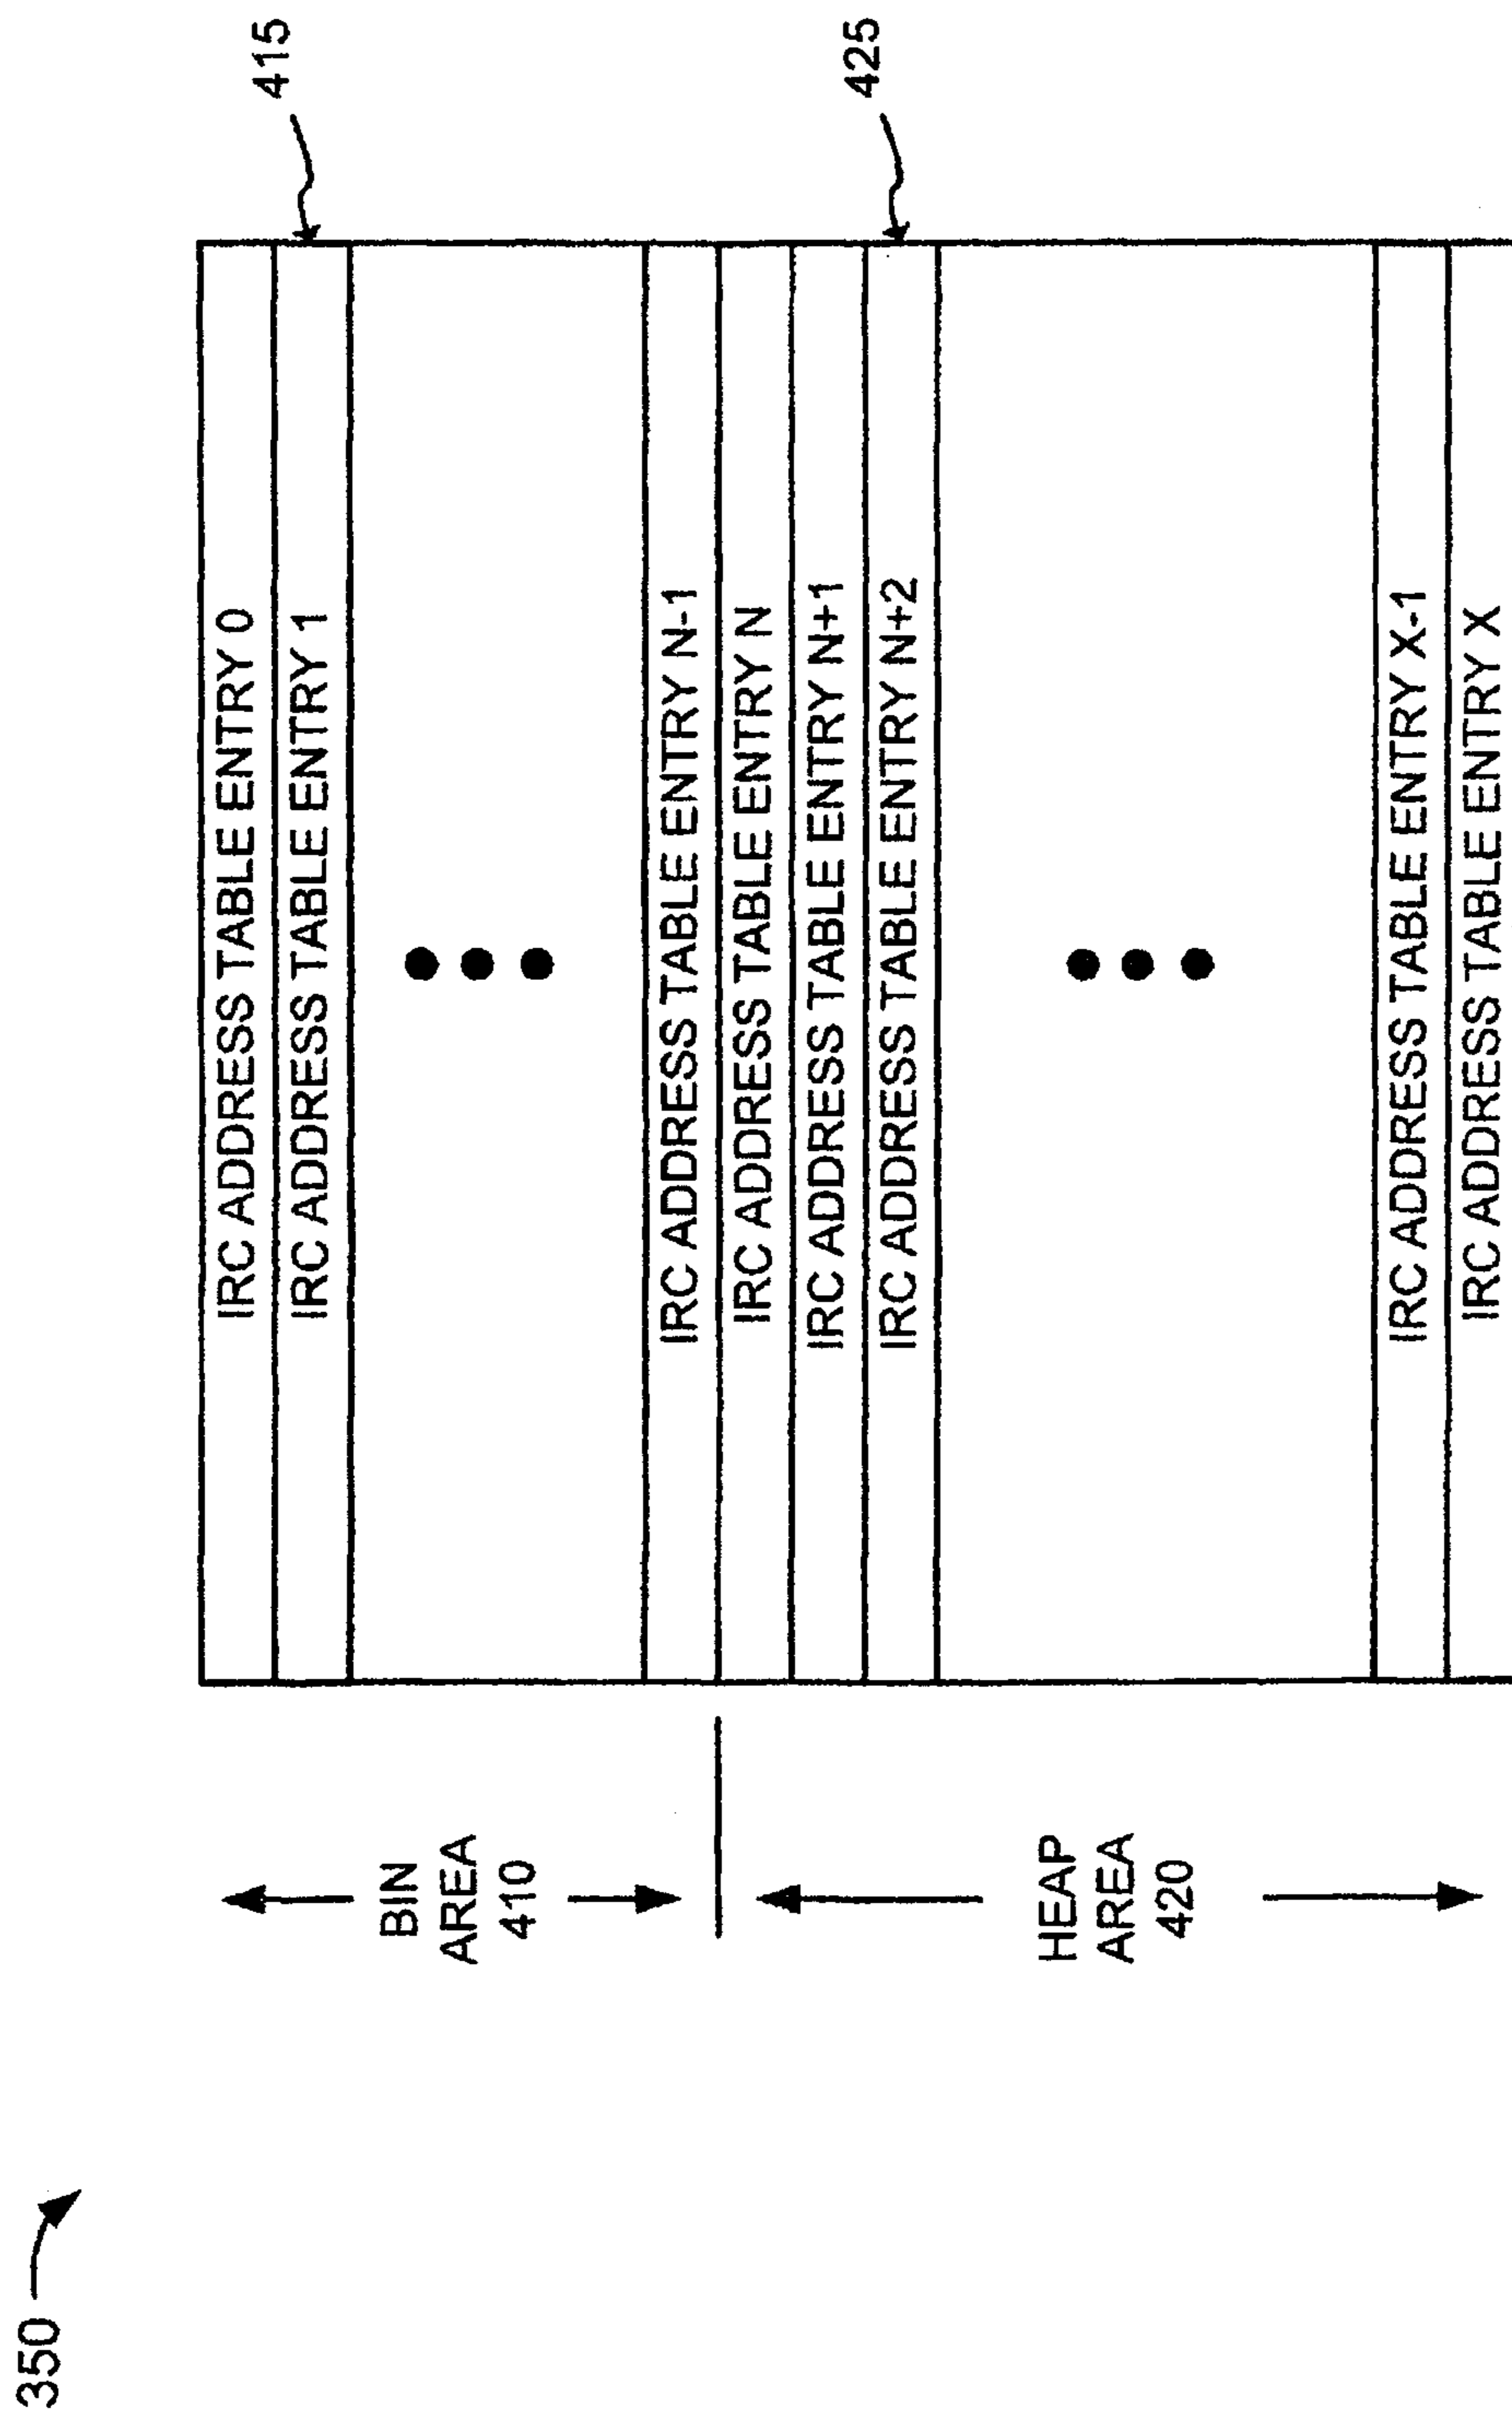 350
415
IRC ADDRESS TABLE ENTRY 0
IRC ADDRESS TABLE ENTRY 1
BIN
AREA
410
IRC ADDRESS TABLE ENTRY N-1
IRC ADDRESS TABLE ENTRY N
IRC ADDRESS TABLE ENTRY N+1
IRC ADDRESS TABLE ENTRY N+2
425
HEAP
AREA
420
IRC ADDRESS TABLE ENTRY X-1
IRC ADDRESS TABLE ENTRY X